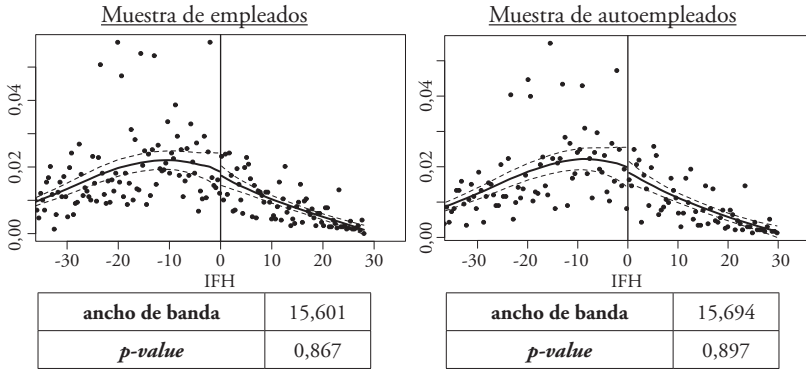 Muestra de empleados
0,04
0,02
0,00
-30 -20 -10 0 10 20 30
IFH
ancho de banda 15,601
p-value 0,867
Muestra de autoempleados
0,04
0,02
0,00
-30 -20 -10 0 10 20 30
IFH
ancho de banda 15,694
p-value 0,897